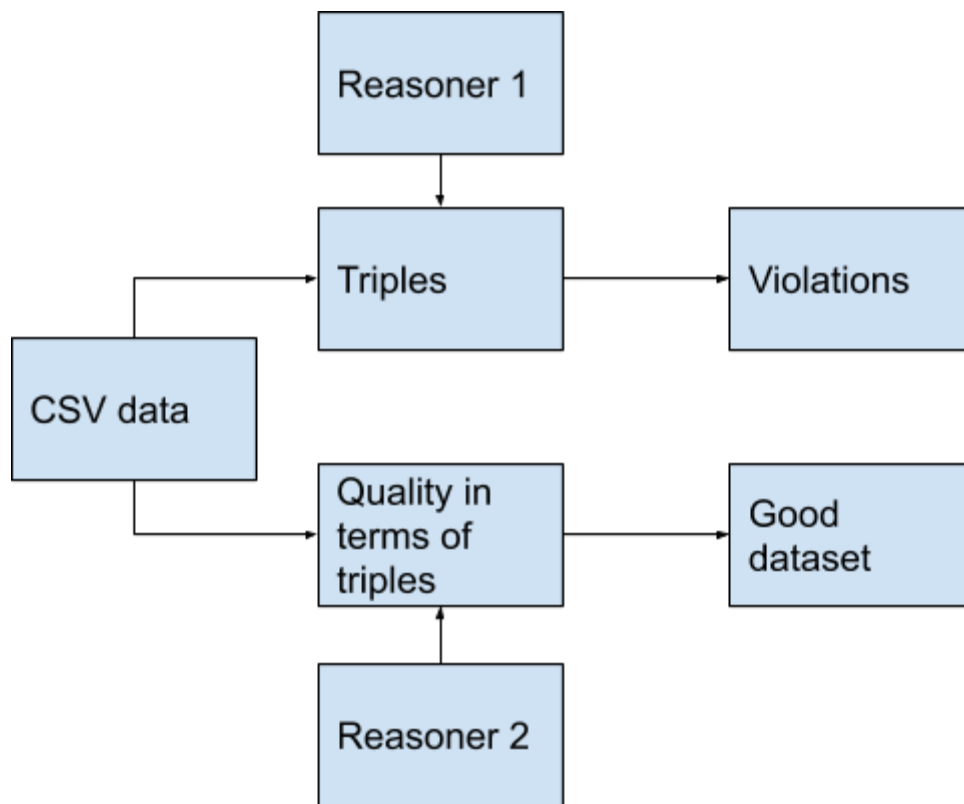 Reasoner 1
Triples
Violations
CSV data
Quality in
terms of
triples
Good
dataset
Reasoner 2